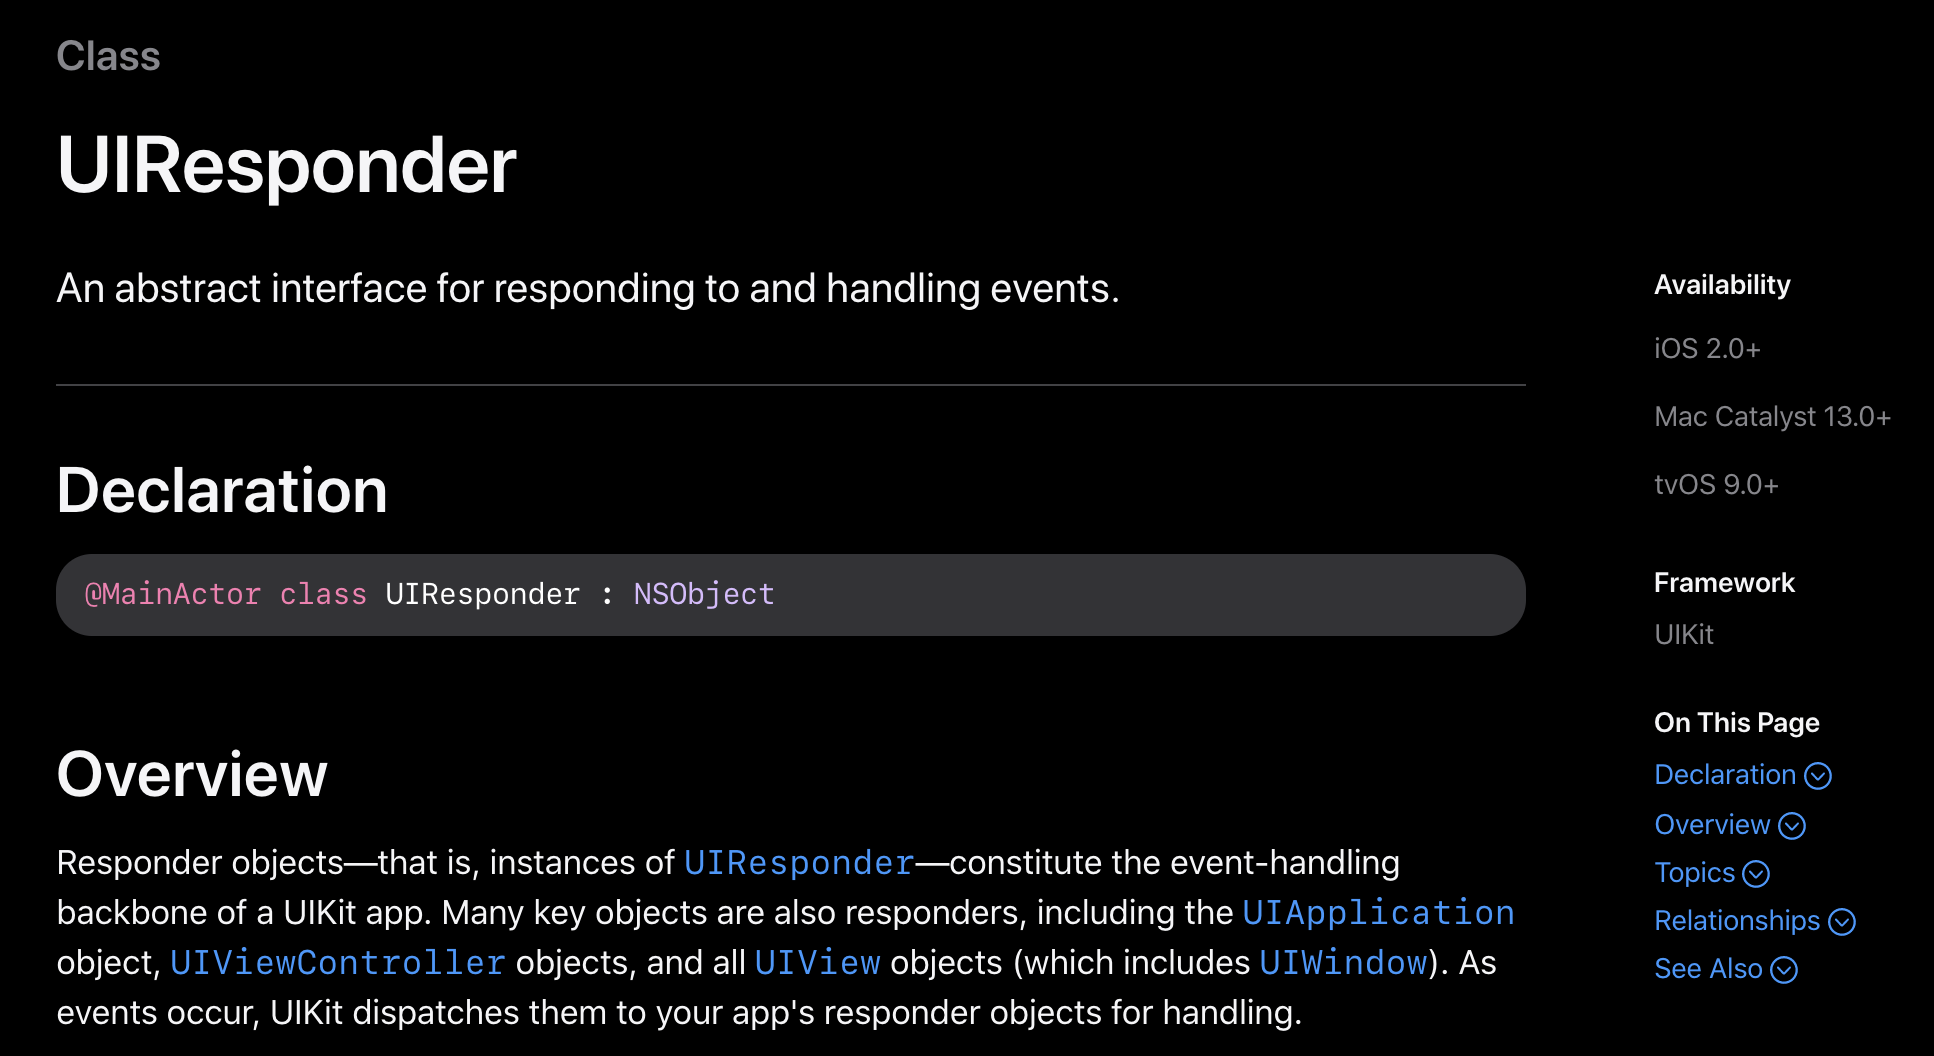 Class
UIResponder
An abstract interface for responding to and handling events.
Declaration
@MainActor class UIResponder : NSObject
Overview
Responder objects—that is, instances of UIResponder—constitute the event-handling
backbone of a UIKit app. Many key objects are also responders, including the UIApplication
object, UIViewController objects, and all UIView objects (which includes UIWindow). As
events occur, UIKit dispatches them to your app's responder objects for handling.
Availability
iOS 2.0+
Mac Catalyst 13.0+
tvOS 9.0+
Framework
UIKit
On This Page
Declaration
Overview
Topics
Relationships
See Also